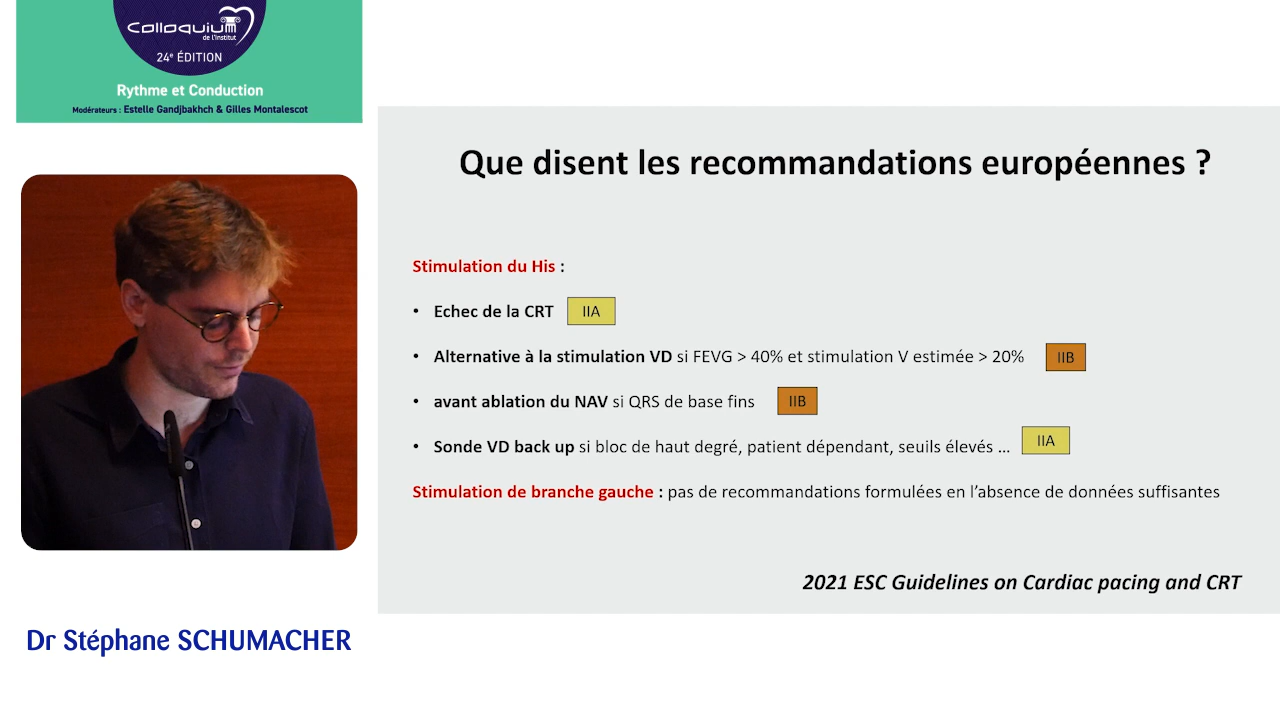 Colloquium
de l'Institut
24e ÉDITION
Rythme et Conduction
Modérateurs : Estelle Gandjbakhch & Gilles Montalescot
Que disent les recommandations européennes ?
Stimulation du His :
• Echec de la CRT IIA
• Alternative à la stimulation VD si FEVG > 40% et stimulation V estimée > 20% IIB
• avant ablation du NAV si QRS de base fins IIB
• Sonde VD back up si bloc de haut degré, patient dépendant, seuils élevés ... IIA
Stimulation de branche gauche : pas de recommandations formulées en l'absence de données suffisantes
2021 ESC Guidelines on Cardiac pacing and CRT
Dr Stéphane SCHUMACHER